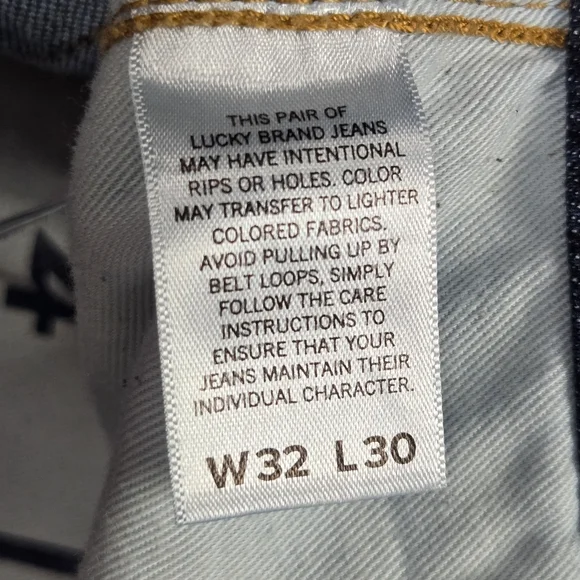 THIS PAIR OF
LUCKY BRAND JEANS
MAY HAVE INTENTIONAL
RIPS OR HOLES. COLOR
MAY TRANSFER TO LIGHTER
COLORED FABRICS.
AVOID PULLING UP BY
BELT LOOPS, SIMPLY
FOLLOW THE CARE
INSTRUCTIONS TO
ENSURE THAT YOUR
JEANS MAINTAIN THEIR
INDIVIDUAL CHARACTER.
W32 L30